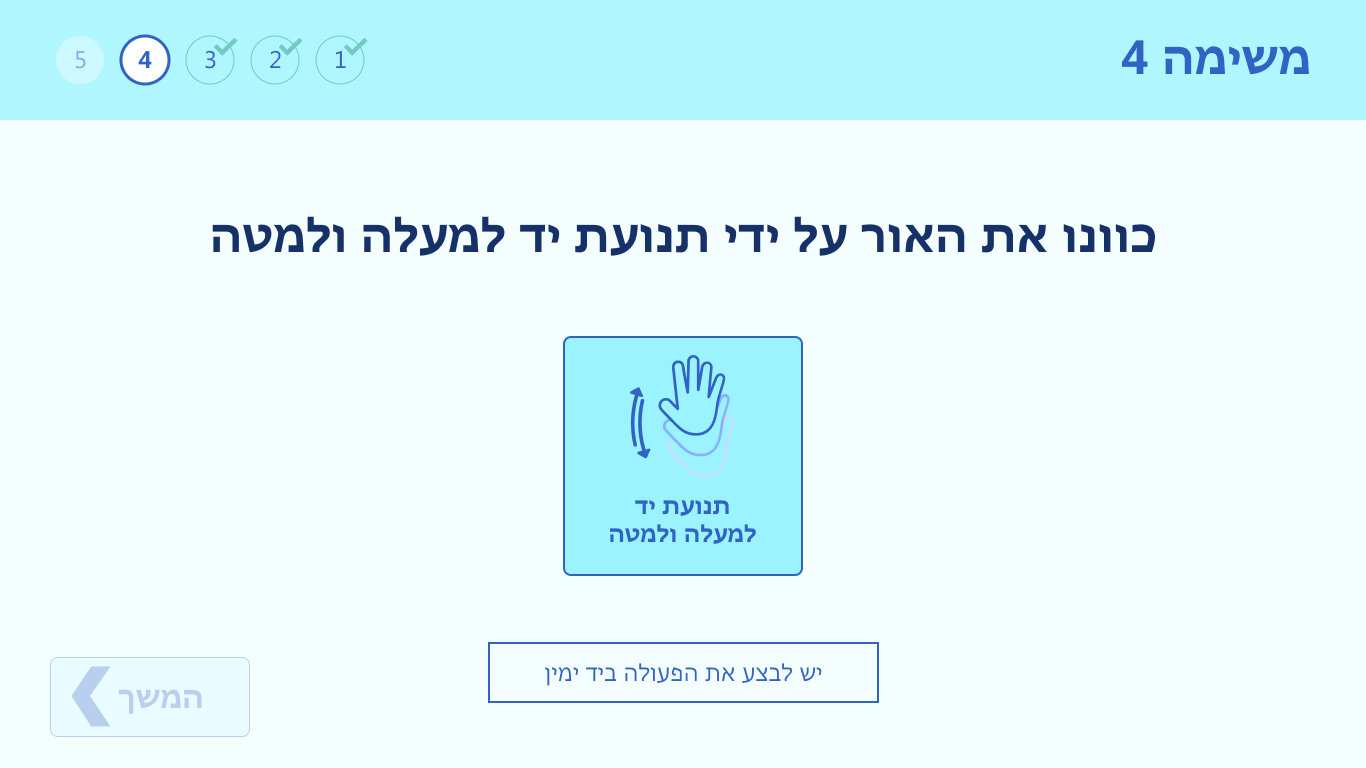 משימה 4
1
2
3
4
5
כוונו את האור על ידי תנועת יד למעלה ולמטה
תנועת יד
למעלה ולמטה
יש לבצע את הפעולה ביד ימין
המשך